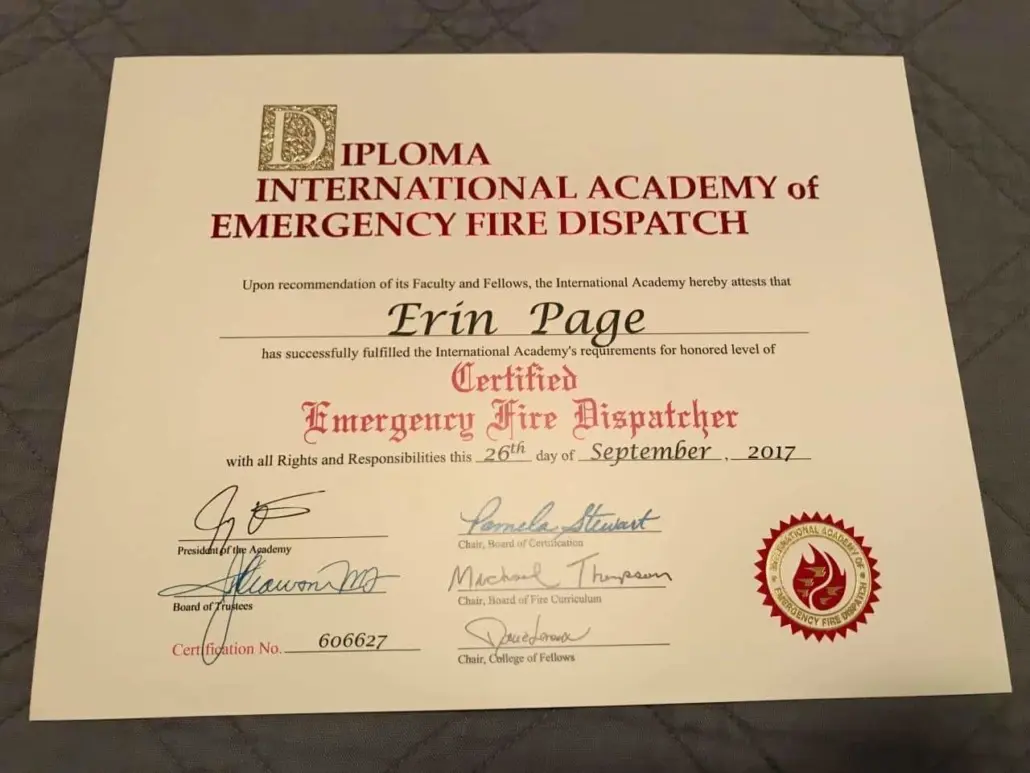 DIPLOMA
INTERNATIONAL ACADEMY of
EMERGENCY FIRE DISPATCH
Upon recommendation of its Faculty and Fellows, the International Academy hereby attests that
Erin Page
has successfully fulfilled the International Academy's requirements for honored level of
Certified
Emergency Fire Dispatcher
with all Rights and Responsibilities this 26th day of September, 2017
President of the Academy
Board of Trustees
Certification No. 606627
Pamela Stewart
Chair, Board of Certification
Michael Thompson
Chair, Board of Fire Curriculum
Chair, College of Fellows
INTERNATIONAL ACADEMY OF
EMERGENCY FIRE DISPATCH